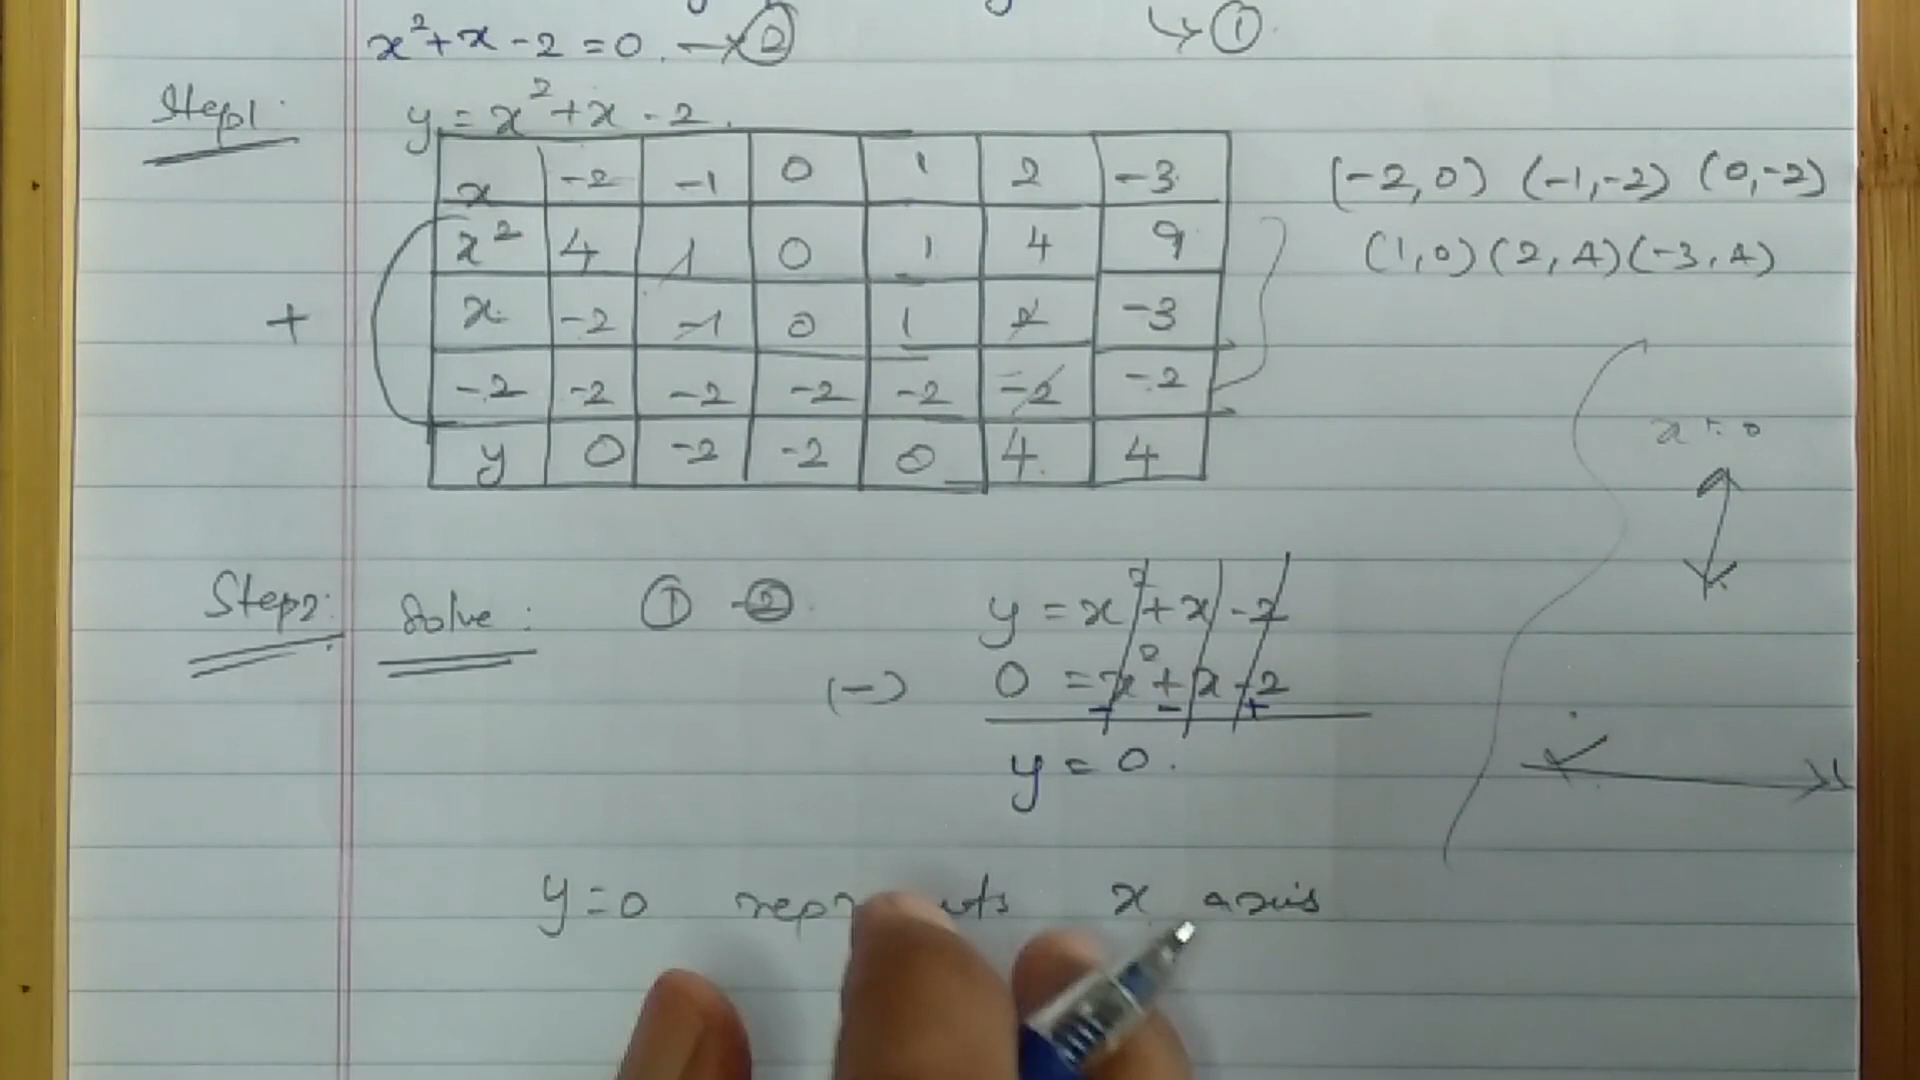 x²+x-2=0. → ②
↳ ①.
Step1:
y=x²+x-2.
x -2 -1 0 1 2 -3
x² 4 1 0 1 4 9
+ x -2 -1 0 1 2 -3
-2 -2 -2 -2 -2 -2 -2
y 0 -2 -2 0 4 4
(-2,0) (-1,-2) (0,-2)
(1,0) (2,4) (-3,4)
Step2: Solve: ① - ②
y = x²+x-2
(-) 0 = x²+x-2
- - +
y = 0.
y=0 x axis